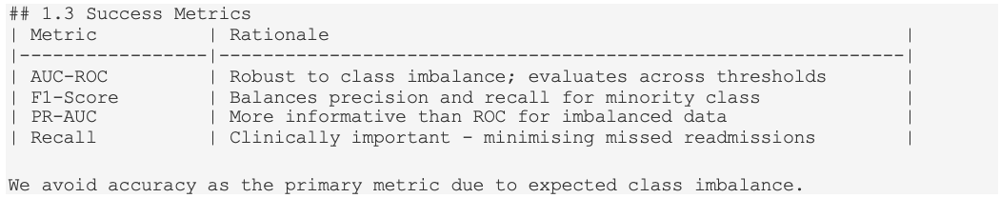 ## 1.3 Success Metrics
| Metric          | Rationale                                                   |
|-----------------|-------------------------------------------------------------|
| AUC-ROC         | Robust to class imbalance; evaluates across thresholds      |
| F1-Score        | Balances precision and recall for minority class            |
| PR-AUC          | More informative than ROC for imbalanced data               |
| Recall          | Clinically important - minimising missed readmissions       |
We avoid accuracy as the primary metric due to expected class imbalance.